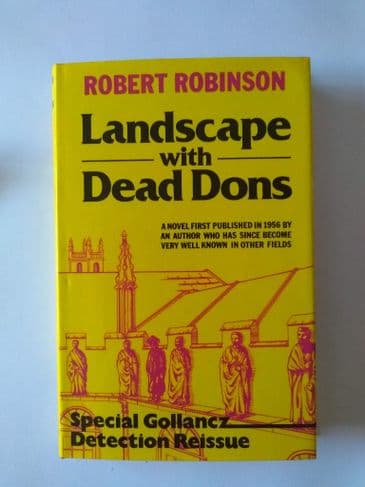 ROBERT ROBINSON
Landscape
with
Dead Dons
A NOVEL FIRST PUBLISHED IN 1956 BY
AN AUTHOR WHO HAS SINCE BECOME
VERY WELL KNOWN IN OTHER FIELDS
Special Gollancz
Detection Reissue